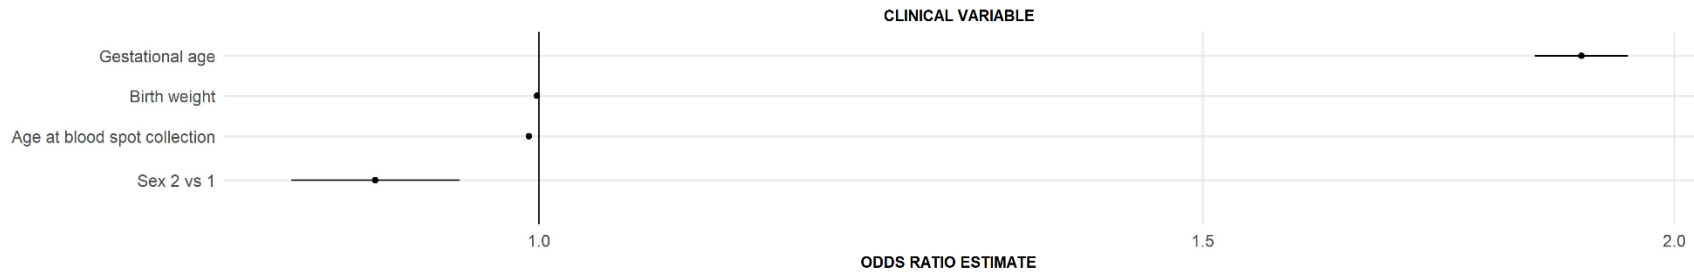 CLINICAL VARIABLE
Gestational age
Birth weight
Age at blood spot collection
Sex 2 vs 1
1.0 1.5 2.0
ODDS RATIO ESTIMATE